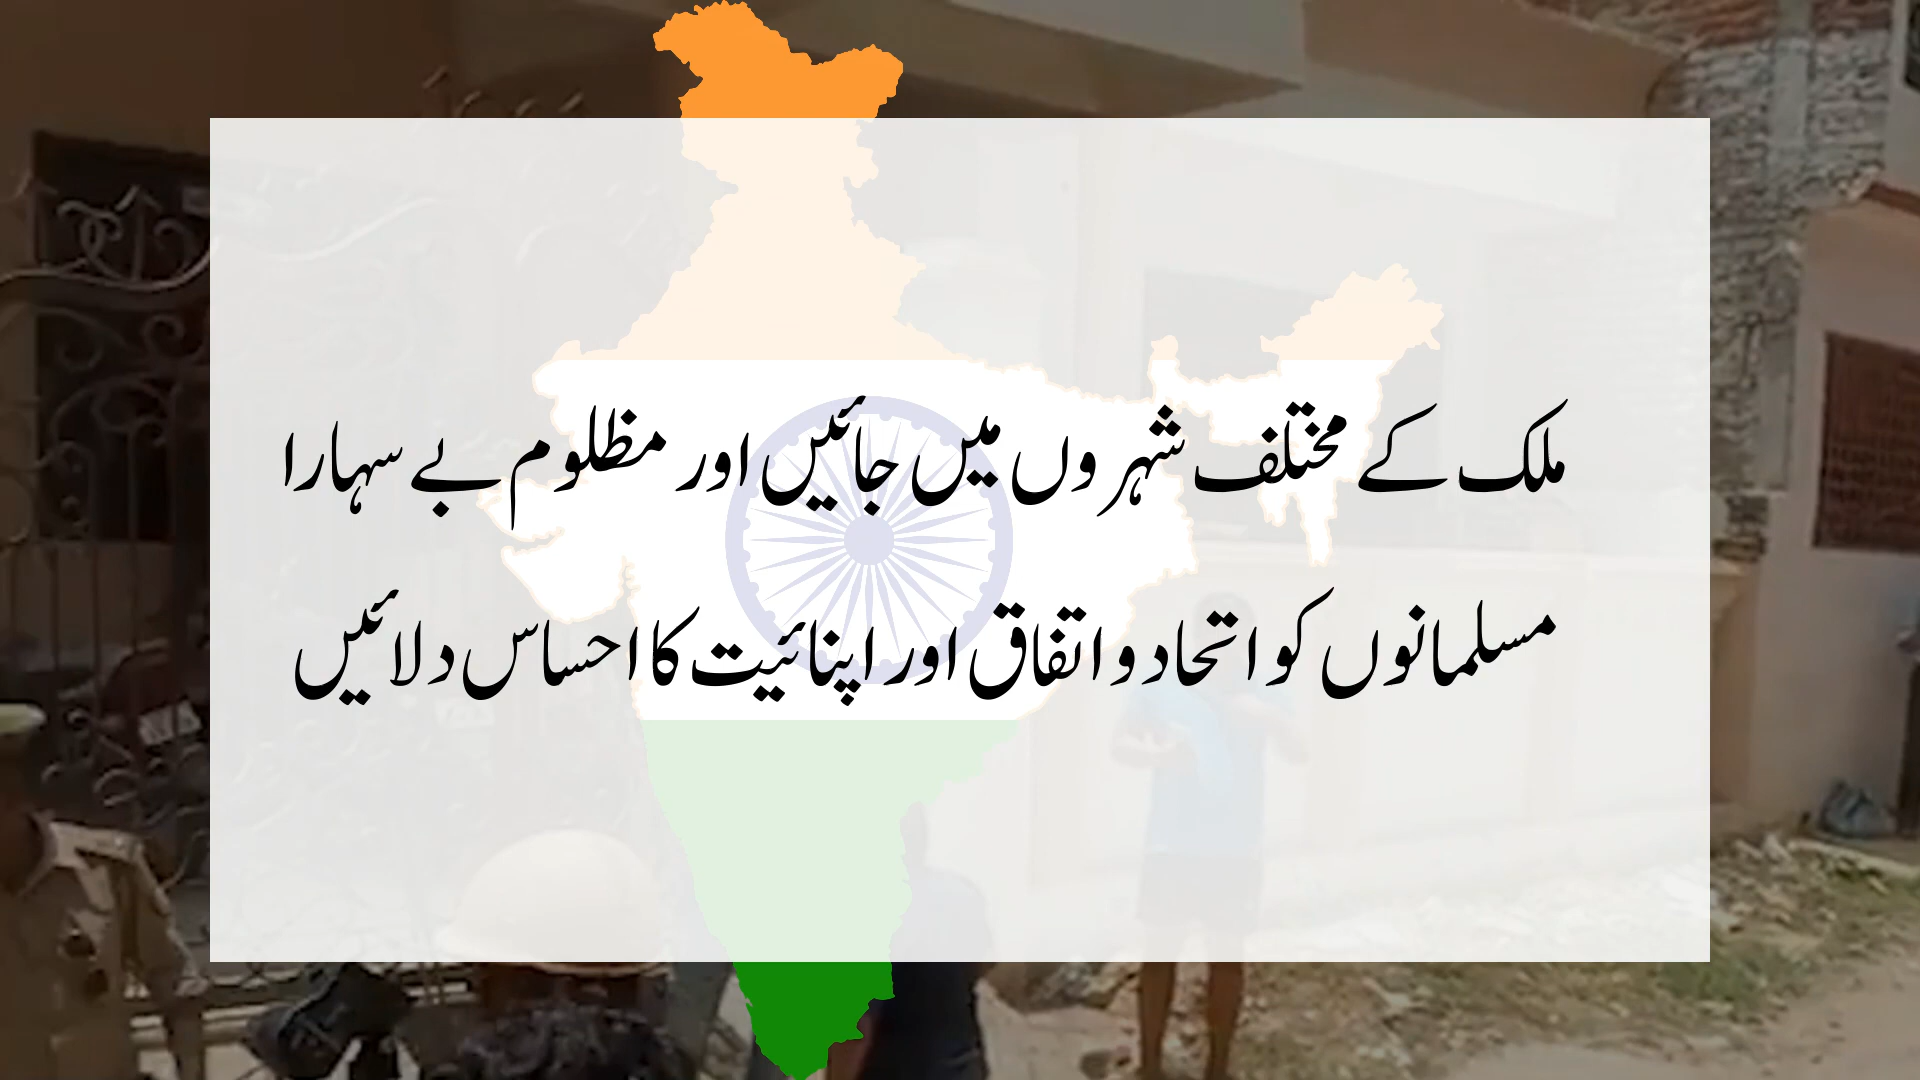 ملک کے مختلف شہروں میں جائیں اور مظلوم بے سہارا
مسلمانوں کو اتحاد و اتفاق اور اپنائیت کا احساس دلائیں